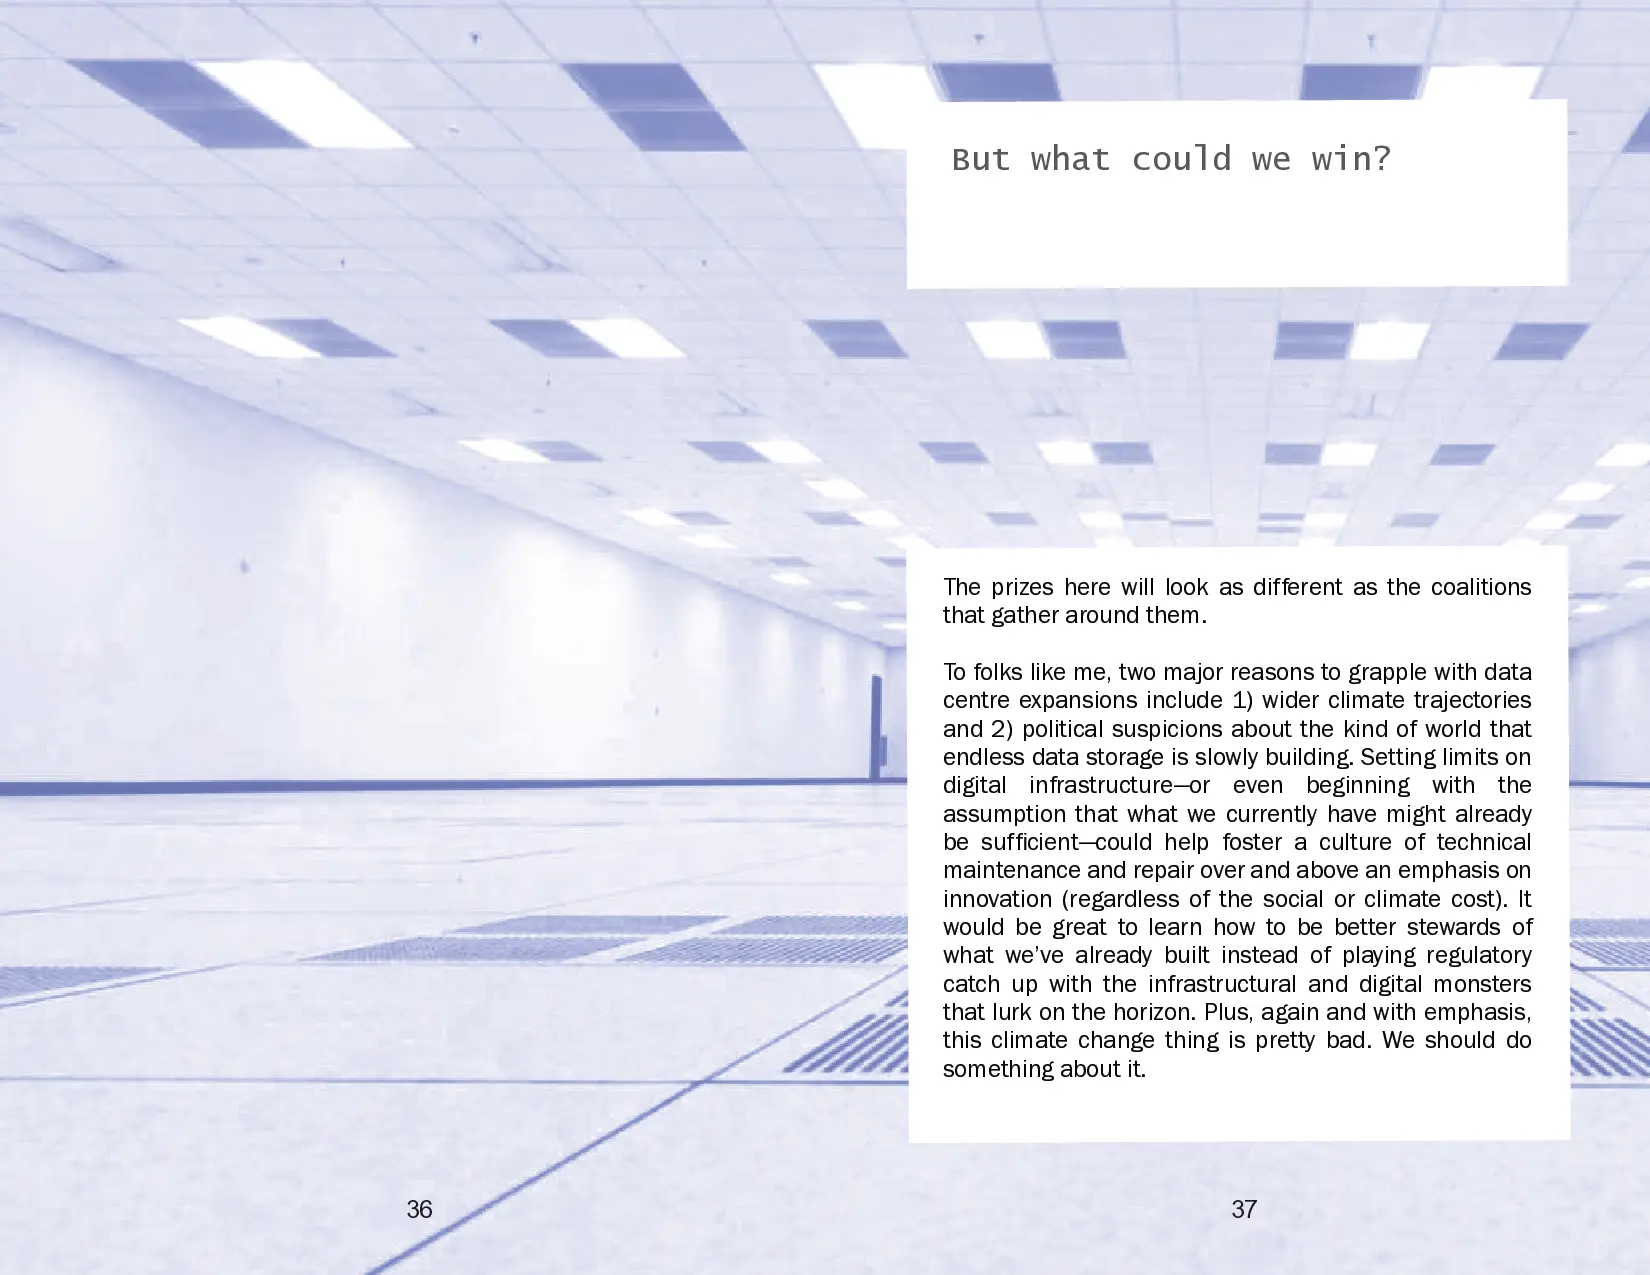 But what could we win?
The prizes here will look as different as the coalitions
that gather around them.
To folks like me, two major reasons to grapple with data
centre expansions include 1) wider climate trajectories
and 2) political suspicions about the kind of world that
endless data storage is slowly building. Setting limits on
digital infrastructure—or even beginning with the
assumption that what we currently have might already
be sufficient—could help foster a culture of technical
maintenance and repair over and above an emphasis on
innovation (regardless of the social or climate cost). It
would be great to learn how to be better stewards of
what we’ve already built instead of playing regulatory
catch up with the infrastructural and digital monsters
that lurk on the horizon. Plus, again and with emphasis,
this climate change thing is pretty bad. We should do
something about it.
36
37